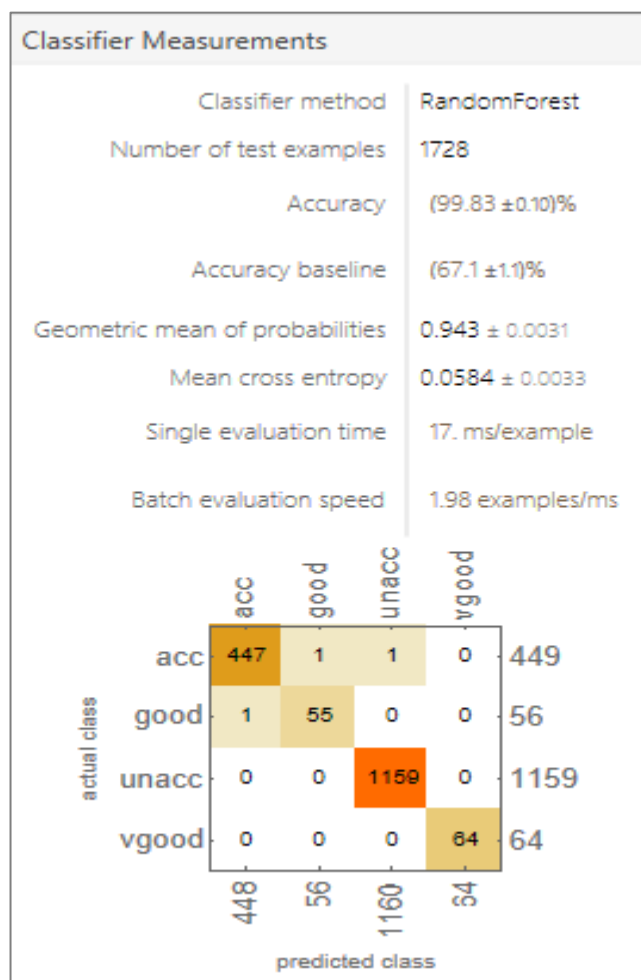 Classifier Measurements
Classifier method RandomForest
Number of test examples 1728
Accuracy (99.83 ±0.10)%
Accuracy baseline (67.1 ±1.1)%
Geometric mean of probabilities 0.943 ± 0.0031
Mean cross entropy 0.0584 ± 0.0033
Single evaluation time 17. ms/example
Batch evaluation speed 1.98 examples/ms
acc good unacc vgood
actual class
acc 447 1 1 0 449
good 1 55 0 0 56
unacc 0 0 1159 0 1159
vgood 0 0 0 64 64
448 56 1160 64
predicted class